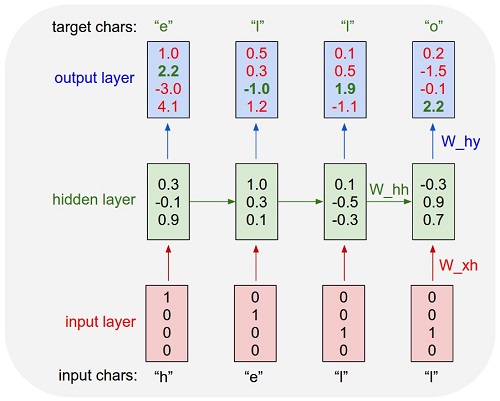 target chars: “e” “l” “l” “o”
output layer
1.0 2.2 -3.0 4.1
0.5 0.3 -1.0 1.2
0.1 0.5 1.9 -1.1
0.2 -1.5 -0.1 2.2
W_hy
hidden layer
0.3 -0.1 0.9
1.0 0.3 0.1
0.1 -0.5 -0.3
W_hh
-0.3 0.9 0.7
W_xh
input layer
1 0 0 0
0 1 0 0
0 0 1 0
0 0 1 0
input chars: “h” “e” “l” “l”